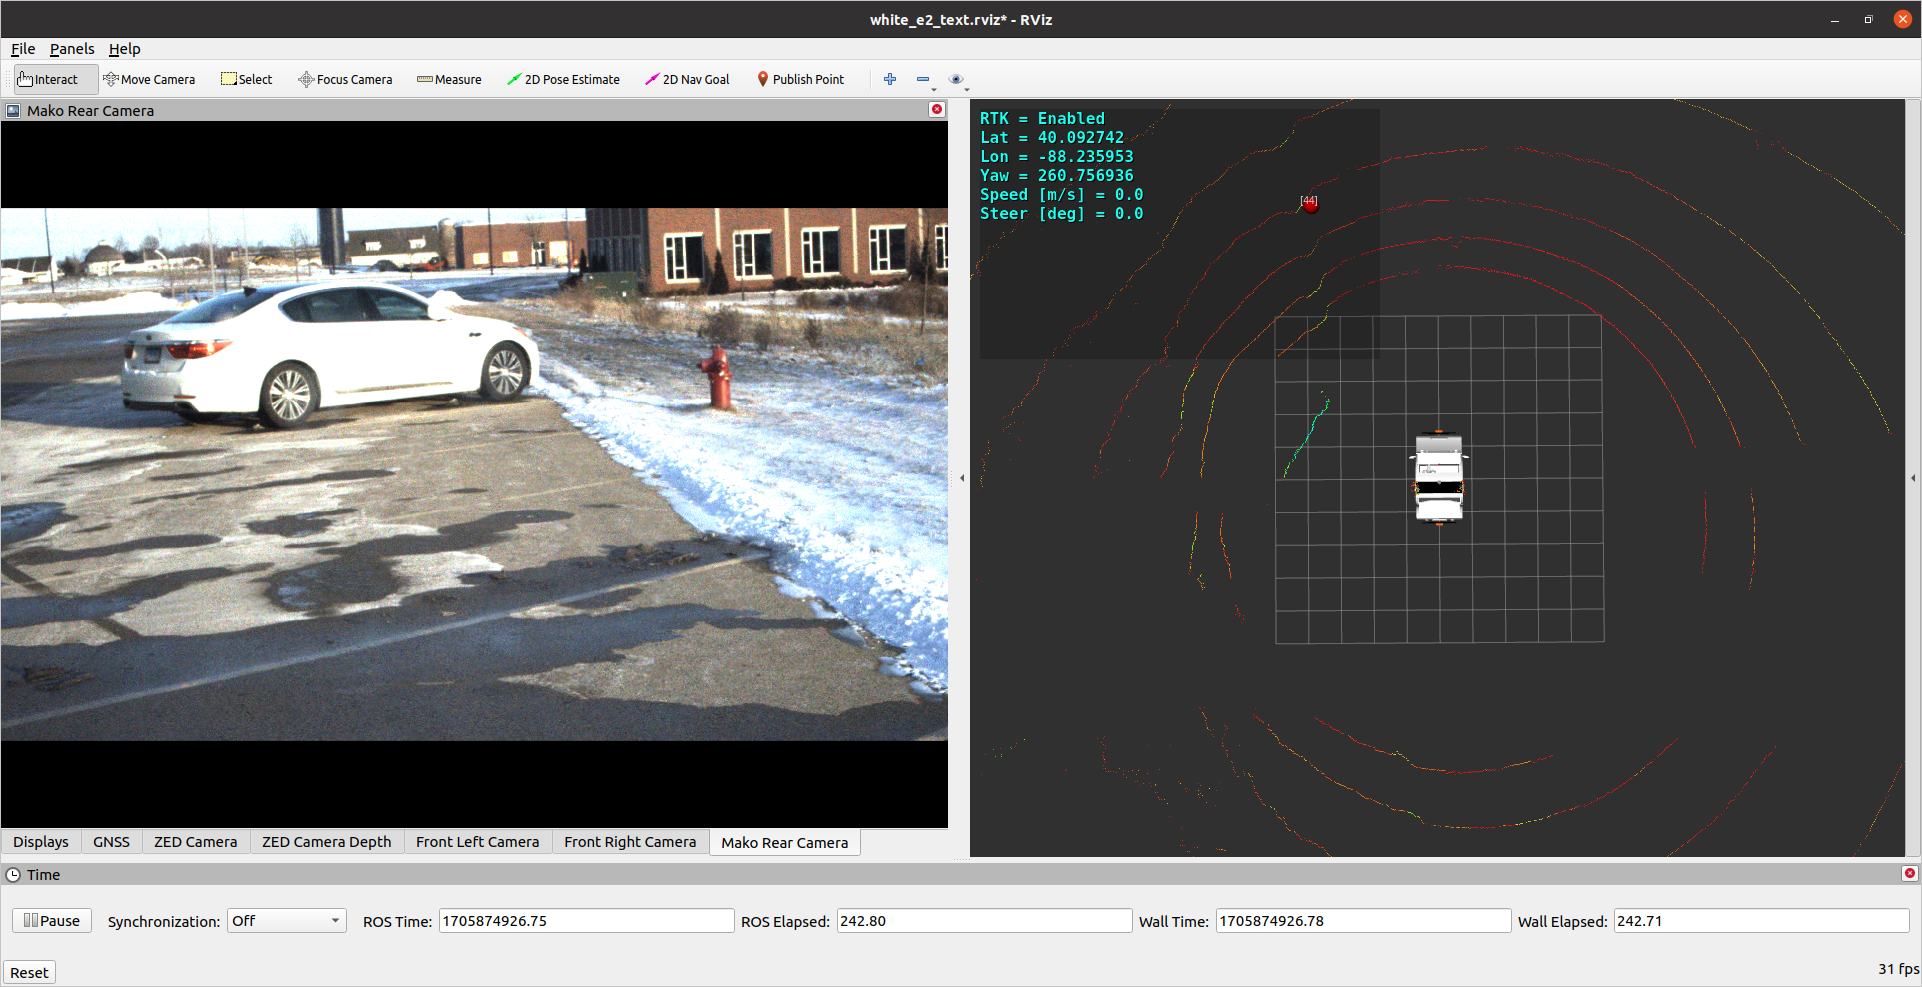 white_e2_text.rviz* - RViz
File Panels Help
Interact Move Camera Select Focus Camera Measure 2D Pose Estimate 2D Nav Goal Publish Point
Mako Rear Camera
RTK = Enabled
Lat = 40.092742
Lon = -88.235953
Yaw = 260.756936
Speed [m/s] = 0.0
Steer [deg] = 0.0
[44]
Displays GNSS ZED Camera ZED Camera Depth Front Left Camera Front Right Camera Mako Rear Camera
Time
Pause Synchronization: Off ROS Time: 1705874926.75 ROS Elapsed: 242.80 Wall Time: 1705874926.78 Wall Elapsed: 242.71
Reset 31 fps